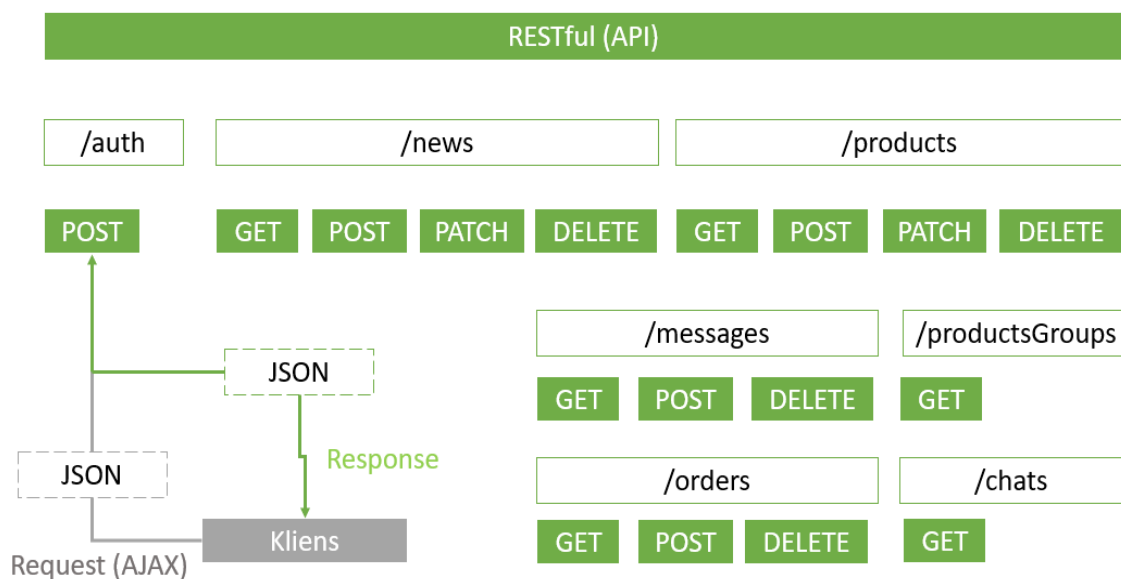 RESTful (API)
/auth
/news
/products
POST
GET
POST
PATCH
DELETE
GET
POST
PATCH
DELETE
/messages
/productsGroups
GET
POST
DELETE
GET
JSON
Response
JSON
/orders
/chats
GET
POST
DELETE
GET
Kliens
Request (AJAX)